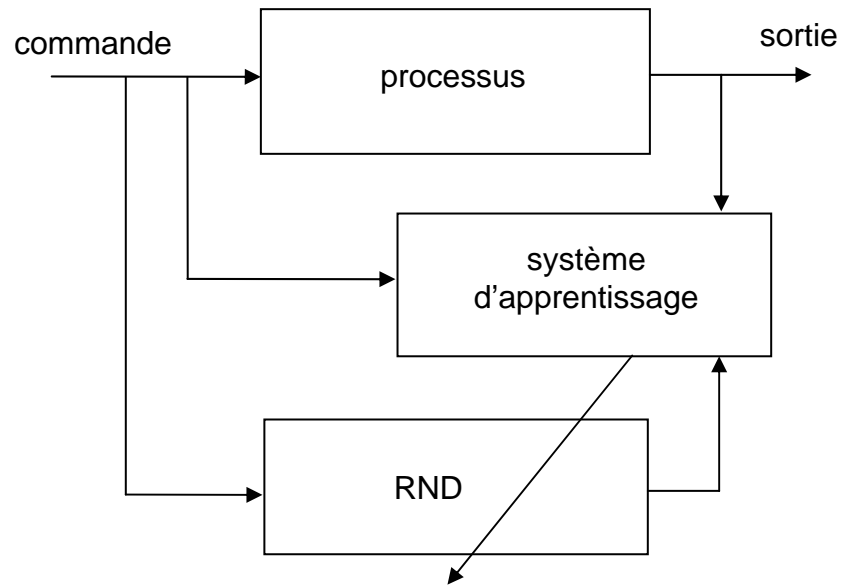 commande
sortie
processus
système
d’apprentissage
RND